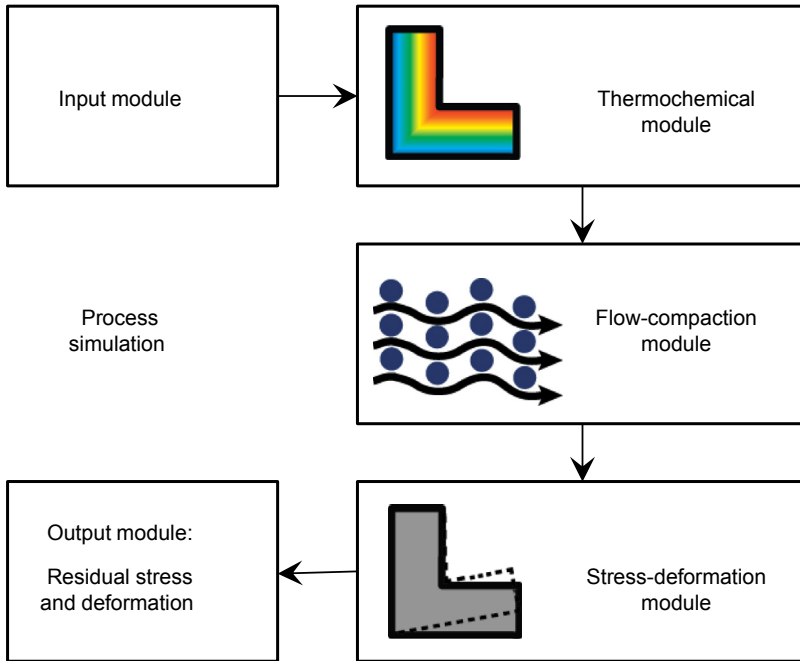 Input module
Thermochemical
module
Process
simulation
Flow-compaction
module
Output module:
Residual stress
and deformation
Stress-deformation
module